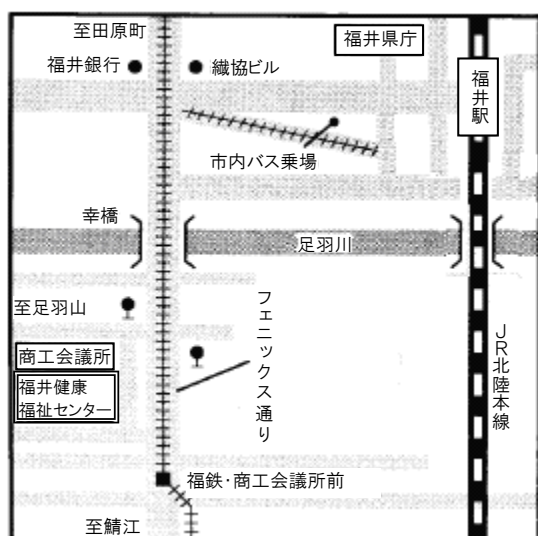 至田原町
福井県庁
福井銀行
織協ビル
福井駅
市内バス乗場
幸橋
足羽川
至足羽山
フェニックス通り
JR北陸本線
商工会議所
福井健康
福祉センター
福鉄・商工会議所前
至鯖江